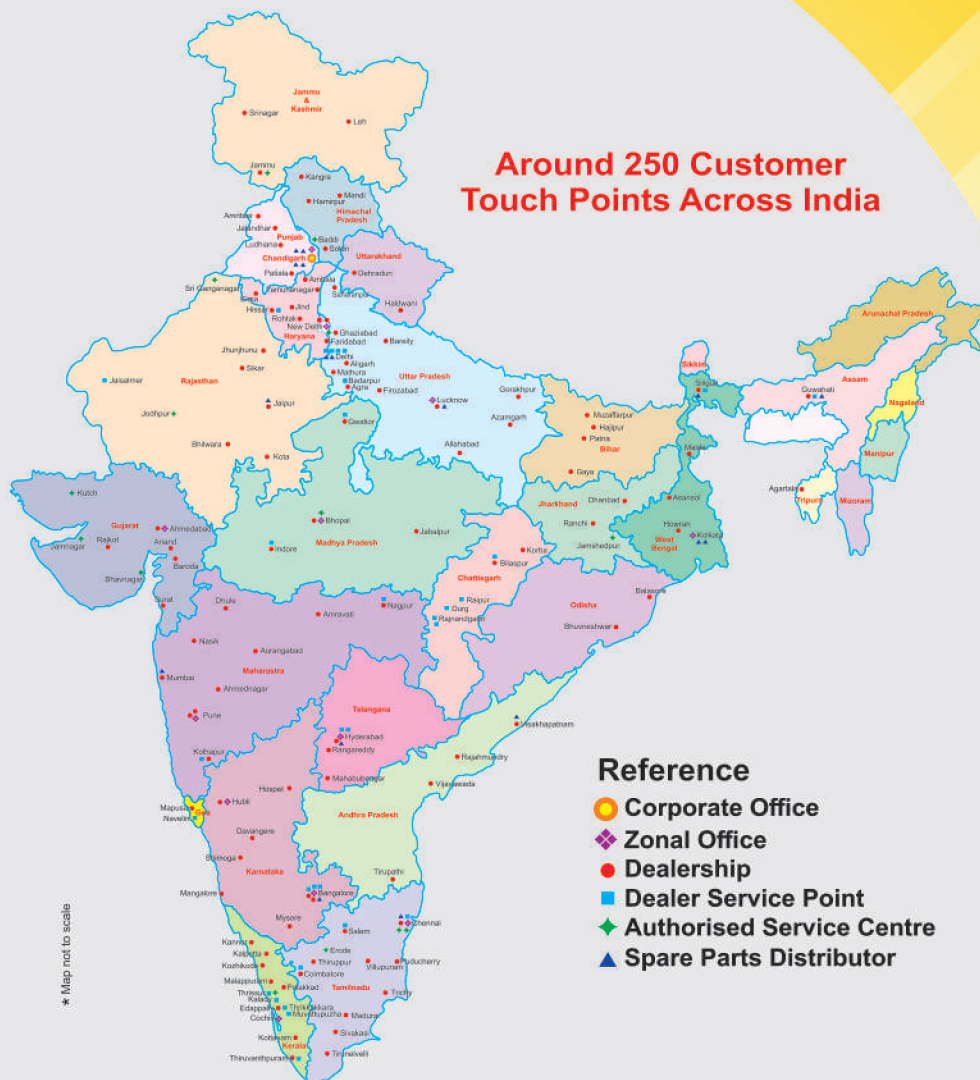 Around 250 Customer
Touch Points Across India
Jammu
&
Kashmir
Srinagar
Leh
Jammu
Kangra
Mandi
Hamirpur
Himachal
Pradesh
Amritsar
Jalandhar
Punjab
Baddi
Ludhiana
Solan
Chandigarh
Uttarakhand
Patiala
Ambala
Dehradun
Sri Ganganagar
Yamunanagar
Saharanpur
Hissar
Jind
Haldwani
Rohtak
New Delhi
Haryana
Ghaziabad
Faridabad
Bareily
Arunachal Pradesh
Jhunjhunu
Delhi
Aligarh
Sikkim
Sikar
Mathura
Rajasthan
Badarpur
Uttar Pradesh
Assam
Jaisalmer
Agra
Firozabad
Gorakhpur
Siliguri
Guwahati
Nagaland
Jaipur
Lucknow
Jodhpur
Gwalior
Azamgarh
Muzaffarpur
Hajipur
Patna
Bihar
Bhilwara
Allahabad
Malda
Manipur
Kota
Gaya
Kutch
Jharkhand
Dhanbad
Asansol
Agartala
Tripura
Mizoram
Gujarat
Ahmedabad
Bhopal
Jabalpur
Ranchi
Howrah
Jamnagar
Rajkot
Anand
Indore
Madhya Pradesh
Jamshedpur
West
Bengal
Kolkata
Baroda
Korba
Bilaspur
Bhavnagar
Chattisgarh
Surat
Dhule
Nagpur
Raipur
Odisha
Balasore
Amravati
Durg
Rajnandgaon
Bhuvneshwer
Nasik
Aurangabad
Maharastra
Mumbai
Ahmednagar
Telangana
Pune
Visakhapatnam
Hyderabad
Rangareddy
Kolhapur
Rajahmundry
Mahabubnagar
Vijayawada
Hospet
Mapusa
Goa
Hubli
Navelim
Andhra Pradesh
Davangere
Shimoga
Karnataka
Tirupathi
Mangalore
Bangalore
Mysore
Chennai
Salam
Kannur
Erode
Kalpetta
Kozhikode
Thiruppur
Villupuram
Puducherry
Coimbatore
Malappuram
Palakkad
Tamilnadu
Thrissur
Trichy
Kalady
Edappali
Thrikkakkara
Muvattupuzha
Cochin
Madurai
Sivakasi
Kottayam
Kerala
Thiruvanthpuram
Tirunelvelli
Reference
Corporate Office
Zonal Office
Dealership
Dealer Service Point
Authorised Service Centre
Spare Parts Distributor
* Map not to scale